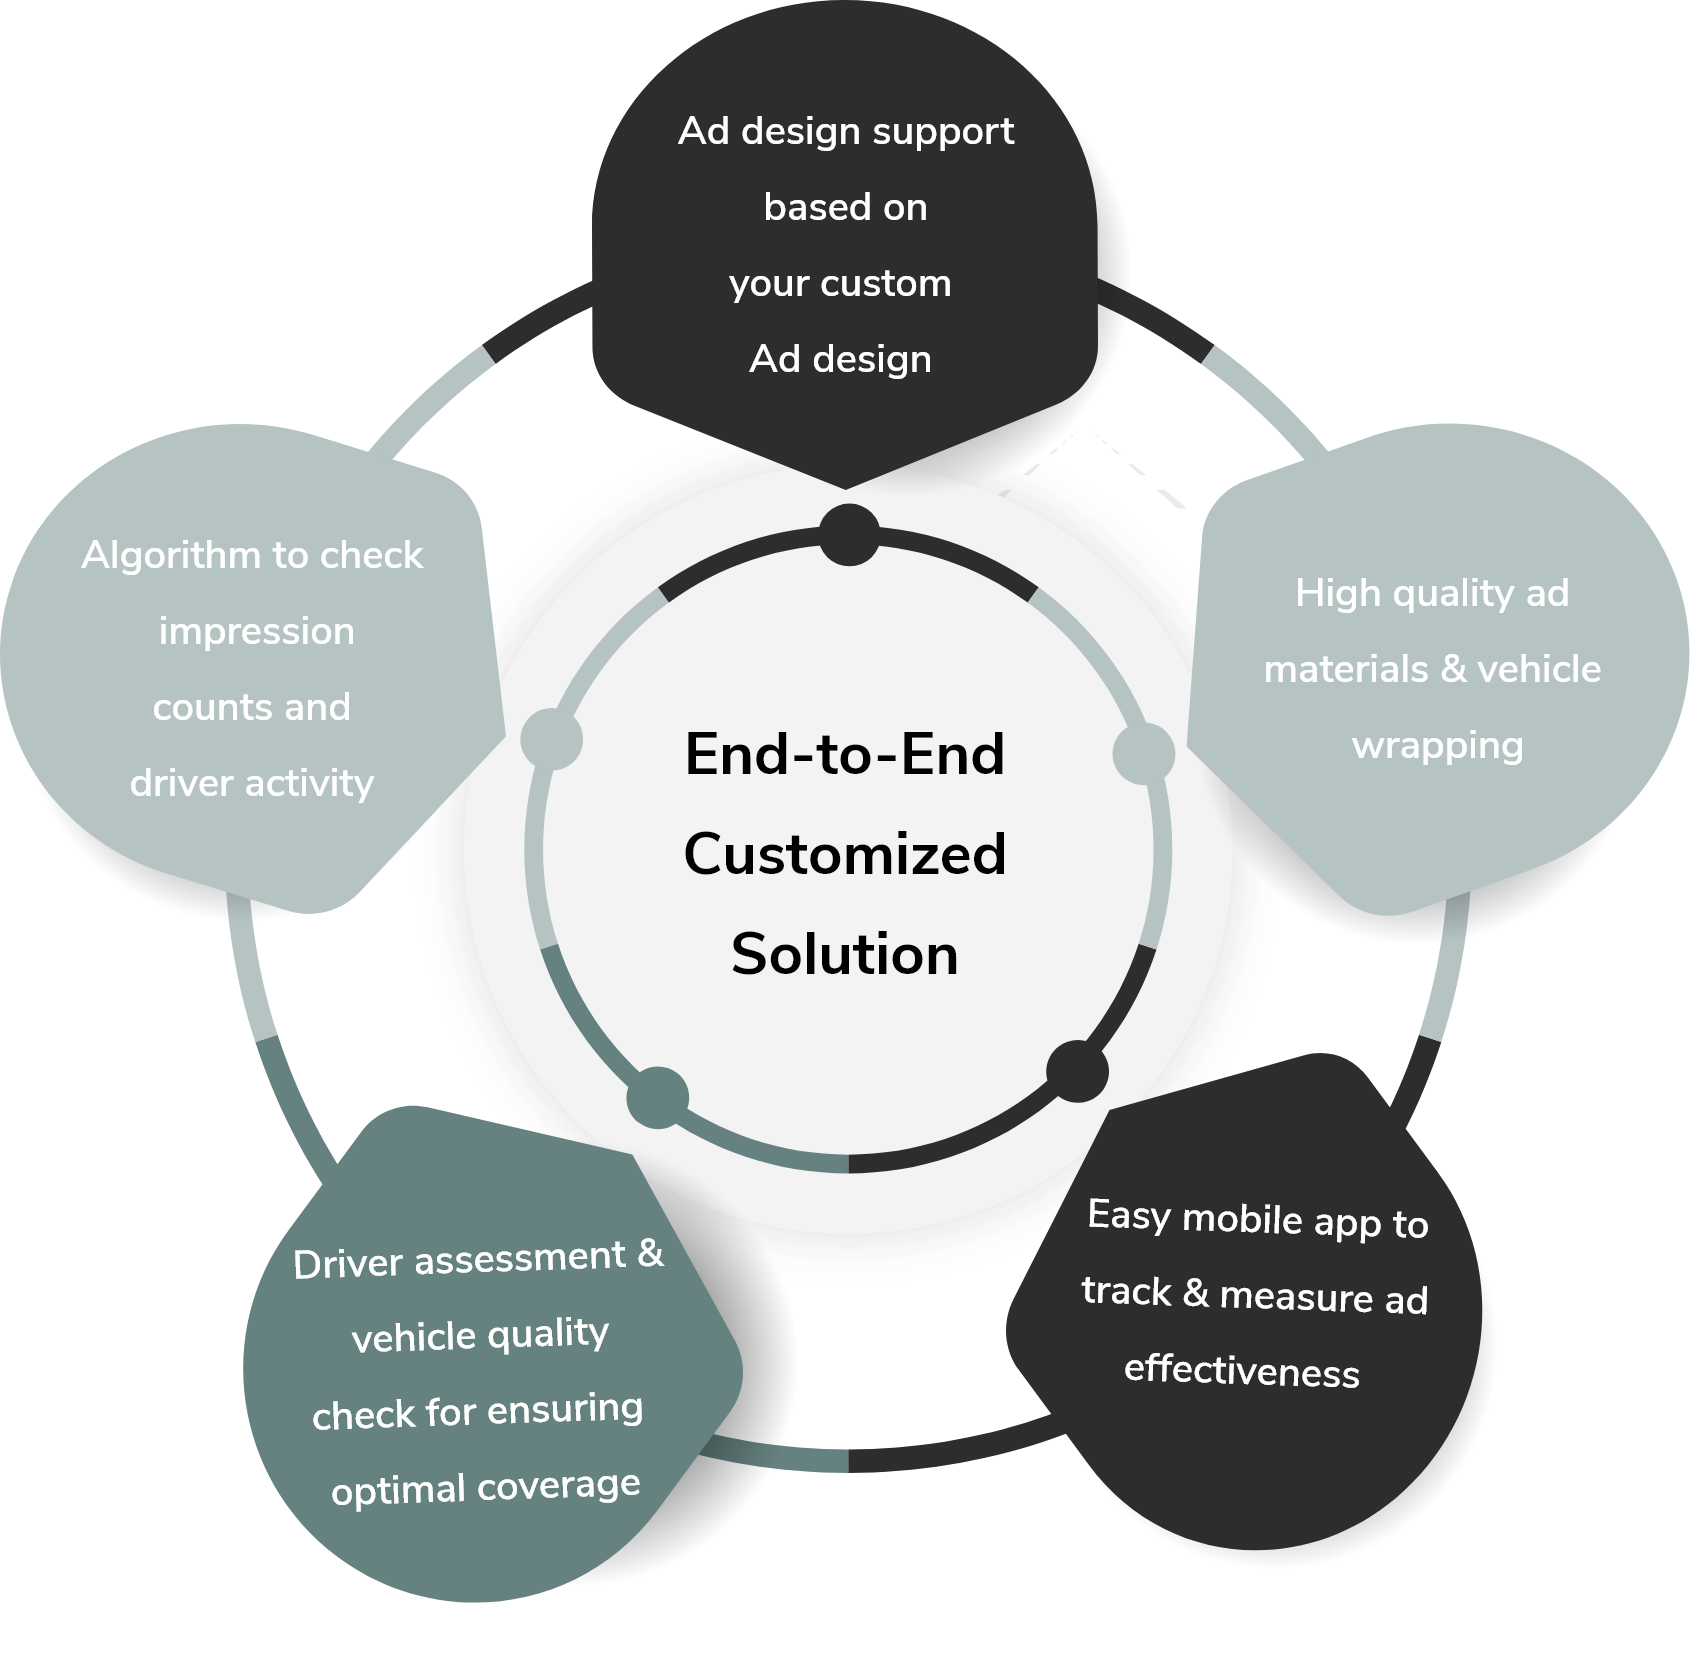 Ad design support
based on
your custom
Ad design
Algorithm to check
impression
counts and
driver activity
High quality ad
materials & vehicle
wrapping
End-to-End
Customized
Solution
Driver assessment &
vehicle quality
check for ensuring
optimal coverage
Easy mobile app to
track & measure ad
effectiveness